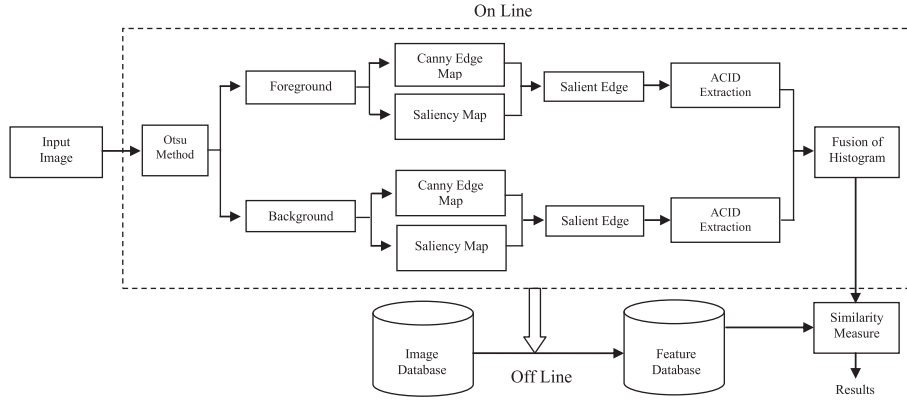 On Line
Input
Image
Otsu
Method
Foreground
Canny Edge
Map
Saliency Map
Salient Edge
ACID
Extraction
Background
Canny Edge
Map
Saliency Map
Salient Edge
ACID
Extraction
Fusion of
Histogram
Image
Database
Off Line
Feature
Database
Similarity
Measure
Results